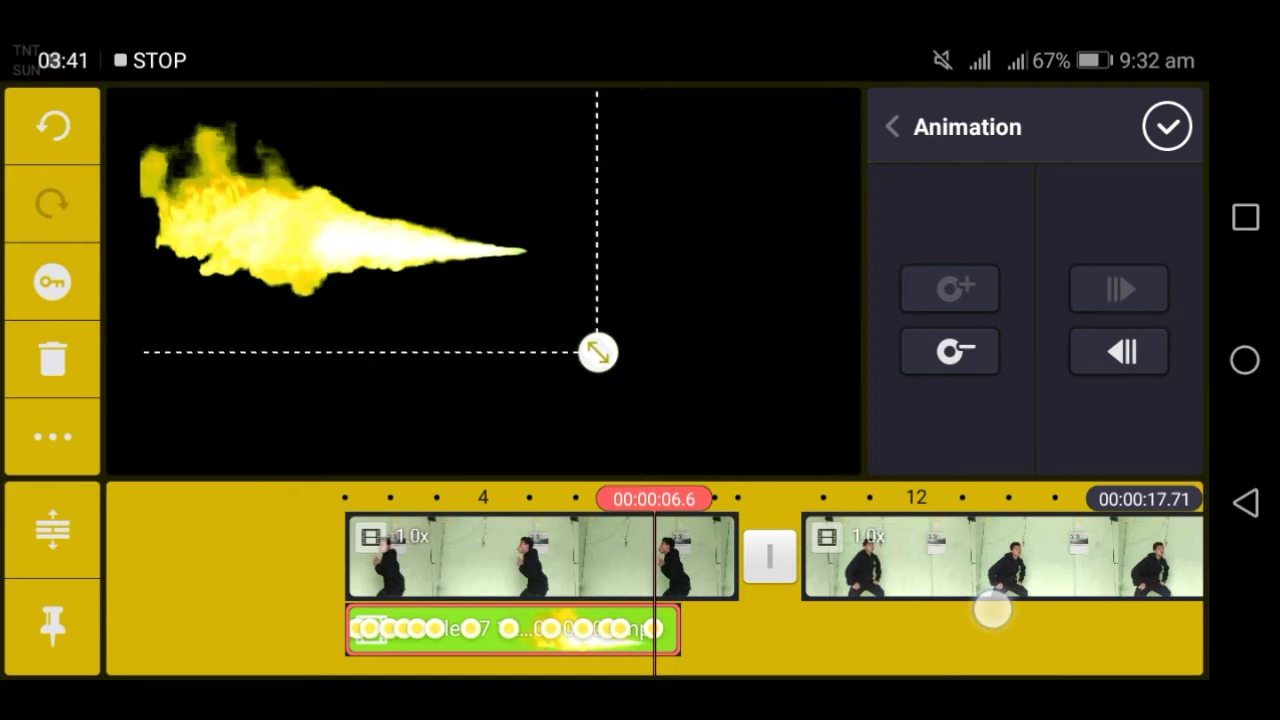 TNT
SUN
03:41
STOP
67%
9:32 am
Animation
4
00:00:06.6
12
00:00:17.71
1.0x
1.0x